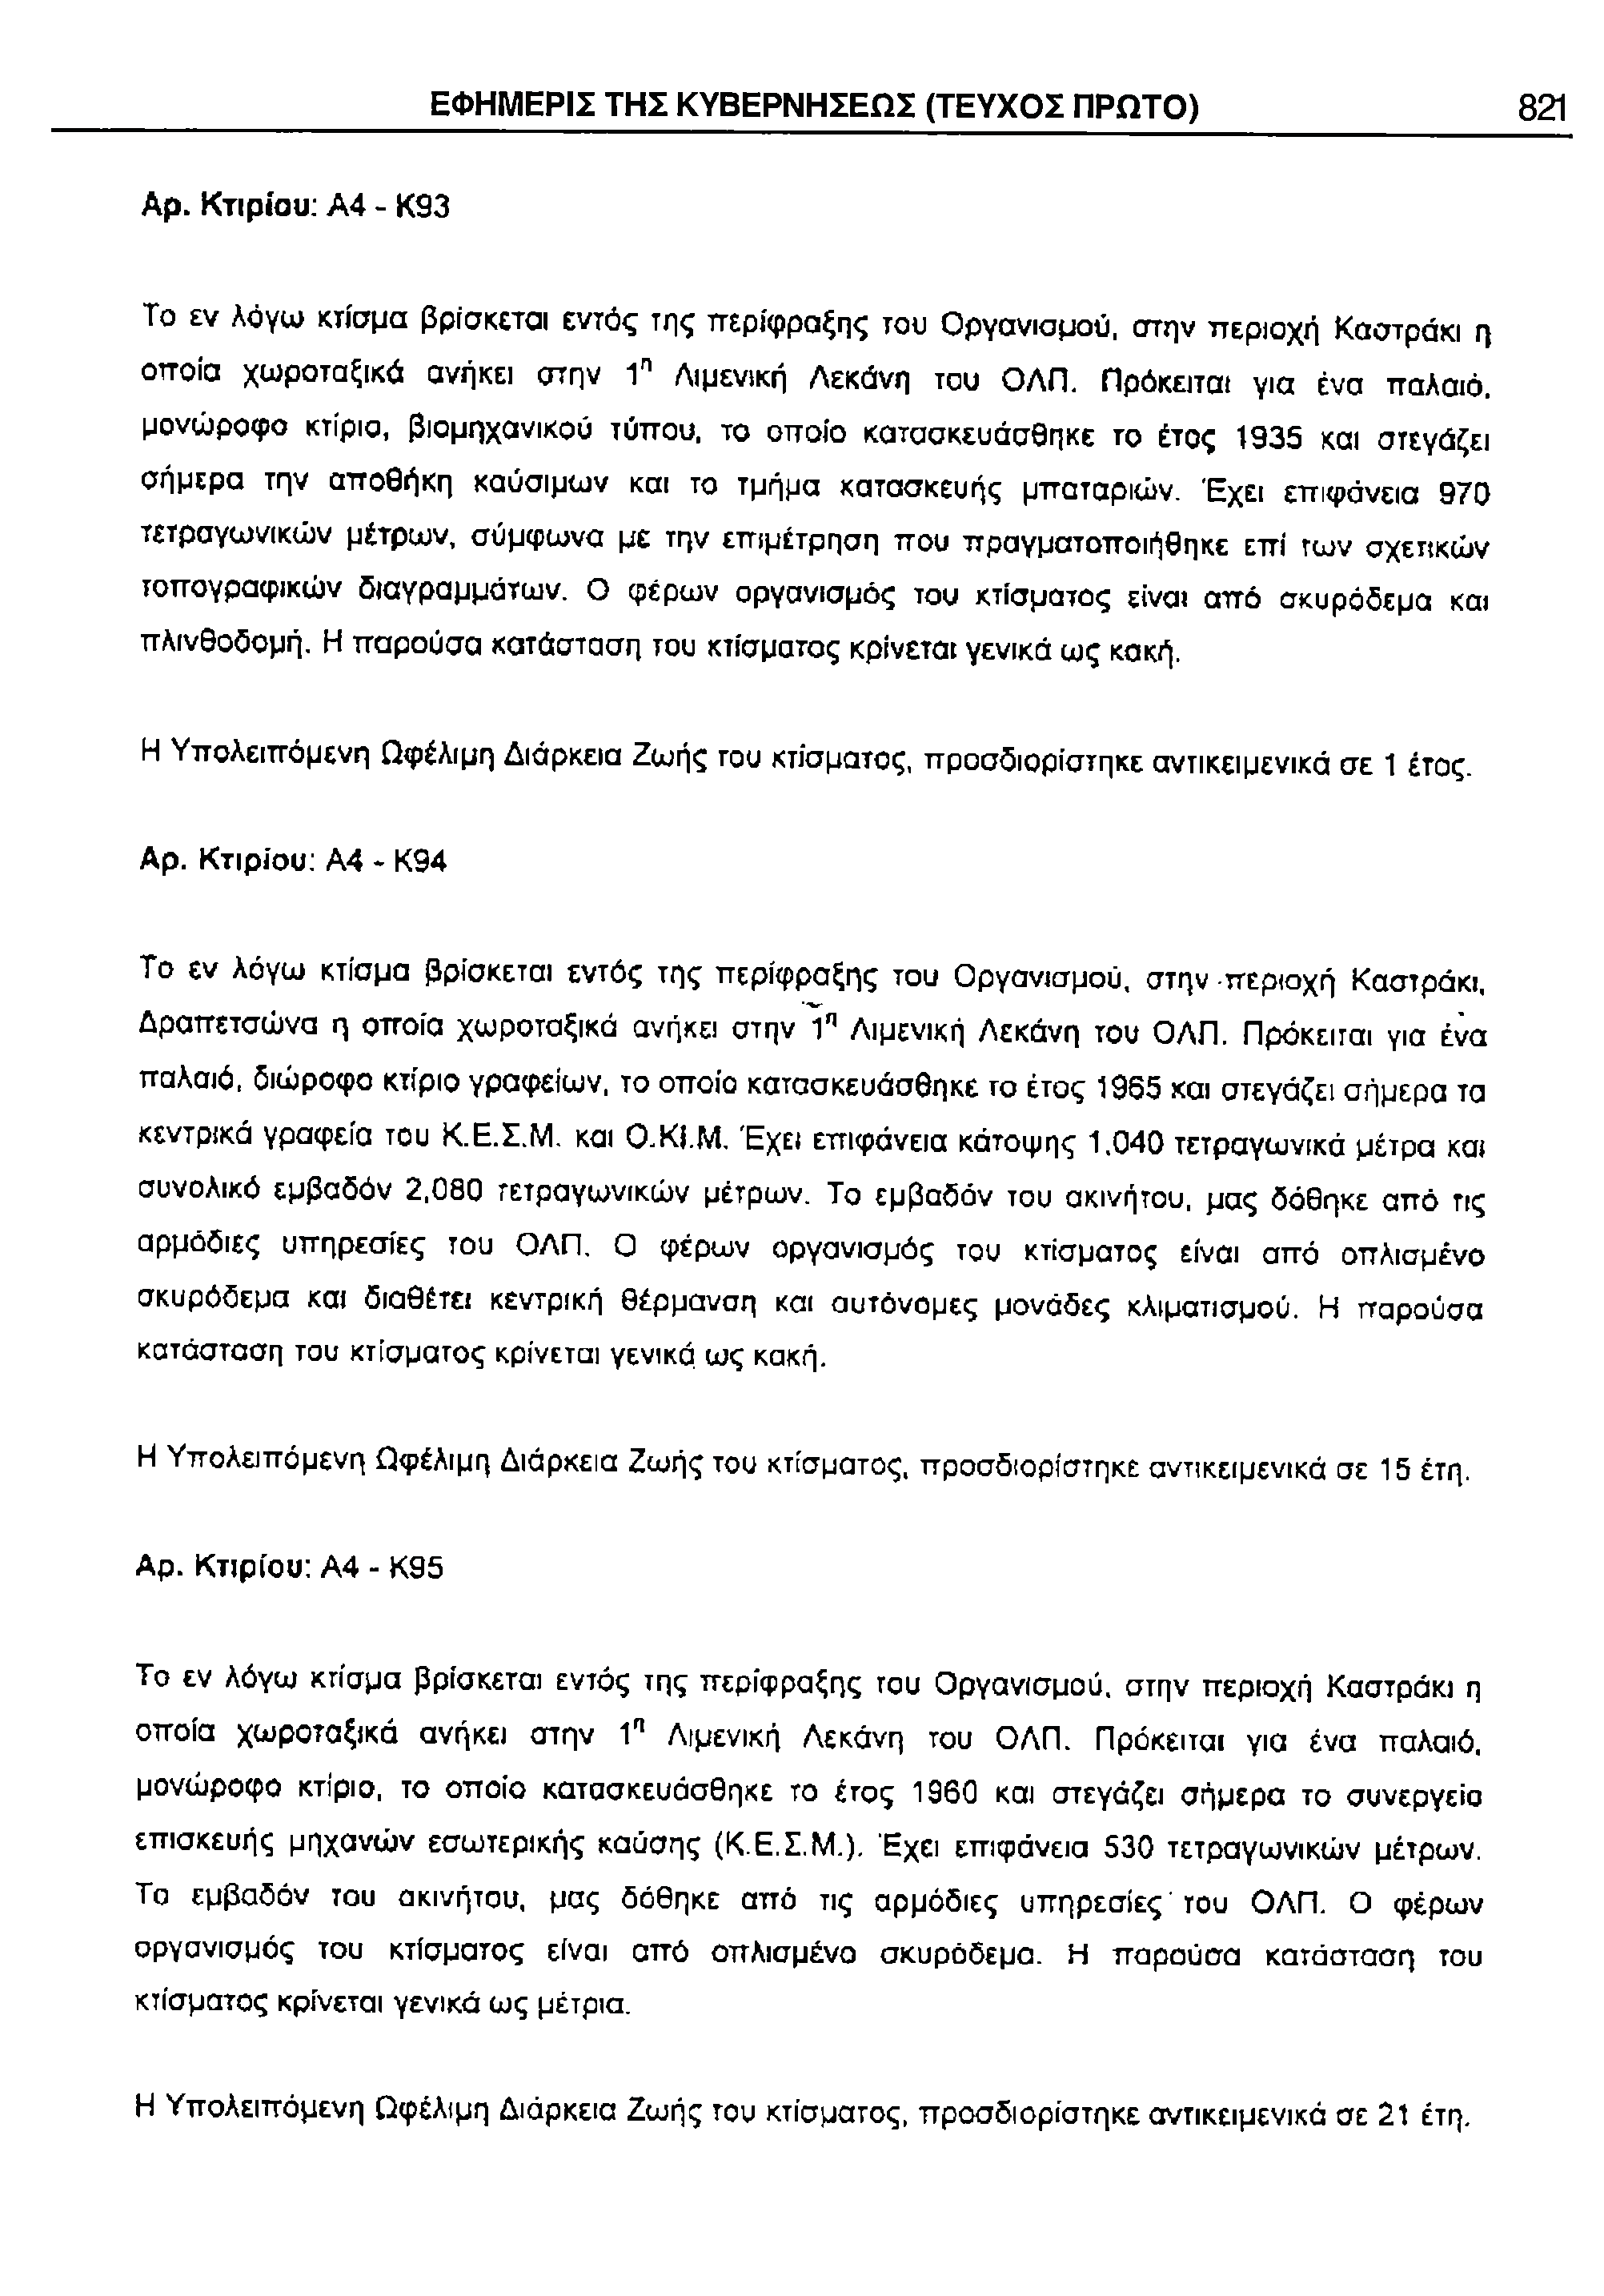 ΕΦΗΜΕΡΙΣ ΤΗΣ ΚΥΒΕΡΝΗΣΕΩΣ (ΤΕΥΧΟΣ ΠΡΩΤΟ) 821
Αρ. Κτιρίου: Α4 - Κ93
Το εν λόγω κτίσμα βρίσκεται εντός της περίφραξης του Οργανισμού, στην περιοχή Καστράκι η
οποία χωροταξικά ανήκει στην 1η Λιμενική Λεκάνη του ΟΛΠ. Πρόκειται για ένα παλαιό,
μονώροφο κτίριο, βιομηχανικού τύπου, το οποίο κατασκευάσθηκε το έτος 1935 και στεγάζει
σήμερα την αποθήκη καύσιμων και το τμήμα κατασκευής μπαταριών. Έχει επιφάνεια 970
τετραγωνικών μέτρων, σύμφωνα με την επιμέτρηση που πραγματοποιήθηκε επί των σχετικών
τοπογραφικών διαγραμμάτων. Ο φέρων οργανισμός του κτίσματος είναι από σκυρόδεμα και
πλινθοδομή. Η παρούσα κατάσταση του κτίσματος κρίνεται γενικά ως κακή.
Η Υπολειπόμενη Ωφέλιμη Διάρκεια Ζωής του κτίσματος, προσδιορίστηκε αντικειμενικά σε 1 έτος.
Αρ. Κτιρίου: Α4 - Κ94
Το εν λόγω κτίσμα βρίσκεται εντός της περίφραξης του Οργανισμού, στην περιοχή Καστράκι,
Δραπετσώνα η οποία χωροταξικά ανήκει στην 1η Λιμενική Λεκάνη του ΟΛΠ. Πρόκειται για ένα
παλαιό, διώροφο κτίριο γραφείων, το οποίο κατασκευάσθηκε το έτος 1965 και στεγάζει σήμερα τα
κεντρικά γραφεία του Κ.Ε.Σ.Μ. και Ο.ΚΙ.Μ. Έχει επιφάνεια κάτοψης 1.040 τετραγωνικά μέτρα και
συνολικό εμβαδόν 2.080 τετραγωνικών μέτρων. Το εμβαδόν του ακινήτου, μας δόθηκε από τις
αρμόδιες υπηρεσίες του ΟΛΠ. Ο φέρων οργανισμός του κτίσματος είναι από οπλισμένο
σκυρόδεμα και διαθέτει κεντρική θέρμανση και αυτόνομες μονάδες κλιματισμού. Η παρούσα
κατάσταση του κτίσματος κρίνεται γενικά ως κακή.
Η Υπολειπόμενη Ωφέλιμη Διάρκεια Ζωής του κτίσματος, προσδιορίστηκε αντικειμενικά σε 15 έτη.
Αρ. Κτιρίου: Α4 - Κ95
Το εν λόγω κτίσμα βρίσκεται εντός της περίφραξης του Οργανισμού, στην περιοχή Καστράκι η
οποία χωροταξικά ανήκει στην 1η Λιμενική Λεκάνη του ΟΛΠ. Πρόκειται για ένα παλαιό,
μονώροφο κτίριο, το οποίο κατασκευάσθηκε το έτος 1960 και στεγάζει σήμερα το συνεργείο
επισκευής μηχανών εσωτερικής καύσης (Κ.Ε.Σ.Μ.). Έχει επιφάνεια 530 τετραγωνικών μέτρων.
Το εμβαδόν του ακινήτου, μας δόθηκε από τις αρμόδιες υπηρεσίες του ΟΛΠ. Ο φέρων
οργανισμός του κτίσματος είναι από οπλισμένο σκυρόδεμα. Η παρούσα κατάσταση του
κτίσματος κρίνεται γενικά ως μέτρια.
Η Υπολειπόμενη Ωφέλιμη Διάρκεια Ζωής του κτίσματος, προσδιορίστηκε αντικειμενικά σε 21 έτη.